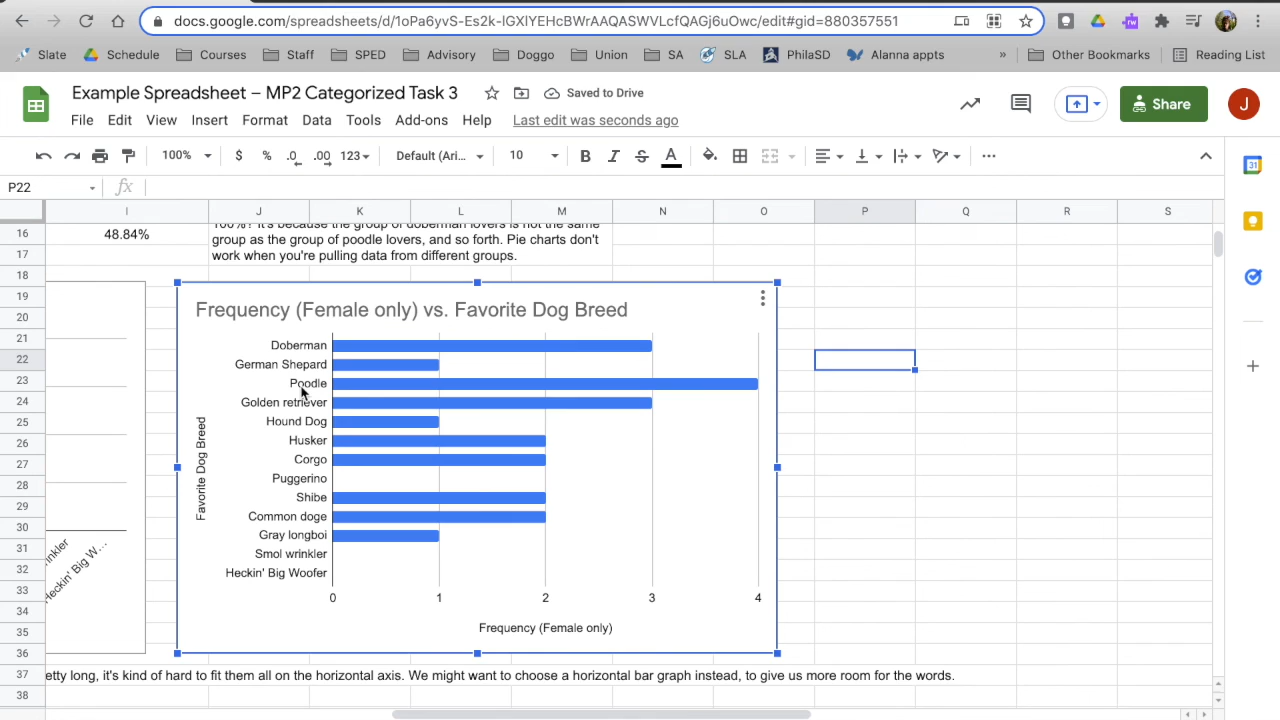 docs.google.com/spreadsheets/d/1oPa6yvS-Es2k-IGXlYEHcBWrAAQASWVLcfQAGj6uOwc/edit#gid=880357551
Slate Schedule Courses Staff SPED Advisory Doggo Union SA SLA PhilaSD Alanna appts » Other Bookmarks Reading List
Example Spreadsheet – MP2 Categorized Task 3 Saved to Drive
File Edit View Insert Format Data Tools Add-ons Help Last edit was seconds ago
Share J
100% $ % .0 .00 123 Default (Ari... 10 B I S A
P22 fx
I J K L M N O P Q R S
16 48.84% 100%? It's because the group of doberman lovers is not the same
group as the group of poodle lovers, and so forth. Pie charts don't
17 work when you're pulling data from different groups.
18
19
Frequency (Female only) vs. Favorite Dog Breed
20
21 Doberman
22 German Shepard
23 Poodle
24 Golden retriever
25 Hound Dog
26 Husker
27 Corgo
28 Puggerino
29 Shibe
30 Common doge
31 Gray longboi
32 Smol wrinkler
33 Heckin' Big Woofer
Favorite Dog Breed
inkler
Heckin' Big W...
34 0 1 2 3 4
35 Frequency (Female only)
36
37 etty long, it's kind of hard to fit them all on the horizontal axis. We might want to choose a horizontal bar graph instead, to give us more room for the words.
38
31